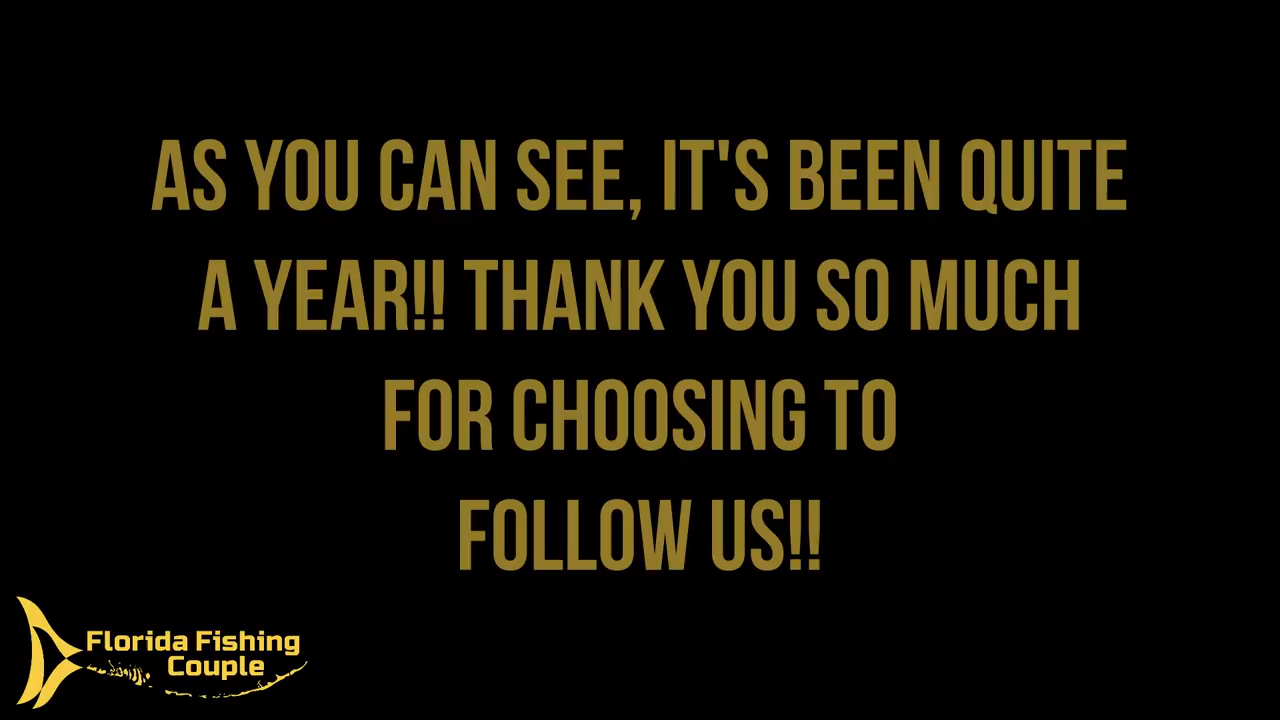 AS YOU CAN SEE, IT'S BEEN QUITE
A YEAR!! THANK YOU SO MUCH
FOR CHOOSING TO
FOLLOW US!!
Florida Fishing
Couple